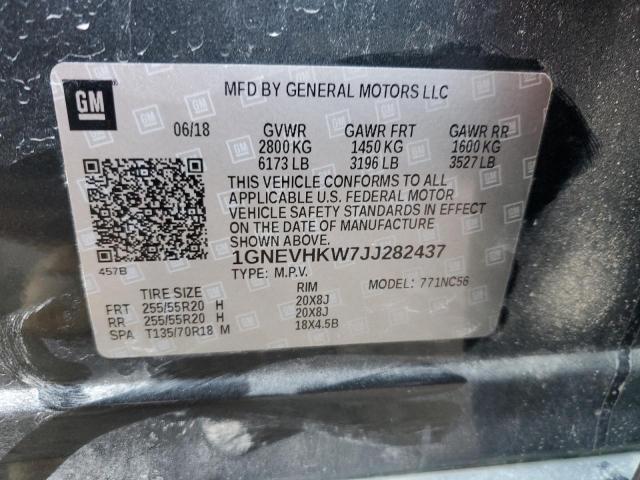 GM
MFD BY GENERAL MOTORS LLC
06/18 GVWR GAWR FRT GAWR RR
2800 KG 1450 KG 1600 KG
6173 LB 3196 LB 3527 LB
THIS VEHICLE CONFORMS TO ALL
APPLICABLE U.S. FEDERAL MOTOR
VEHICLE SAFETY STANDARDS IN EFFECT
ON THE DATE OF MANUFACTURE
SHOWN ABOVE.
457B
1GNEVHKW7JJ282437
TYPE: M.P.V. MODEL: 771NC56
TIRE SIZE RIM
FRT 255/55R20 H 20X8J
RR 255/55R20 H 20X8J
SPA T135/70R18 M 18X4.5B